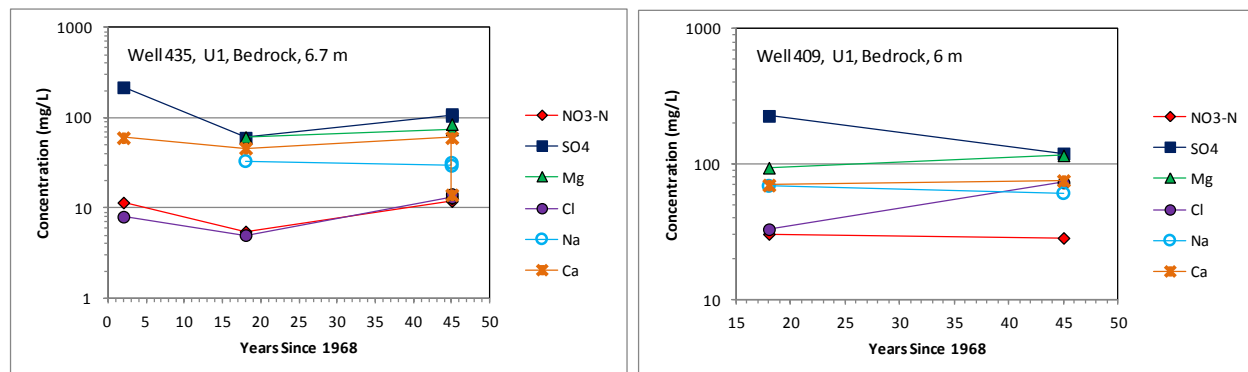 Well 435, U1, Bedrock, 6.7 m
Concentration (mg/L)
1000
100
10
1
0 5 10 15 20 25 30 35 40 45 50
Years Since 1968
NO3-N
SO4
Mg
Cl
Na
Ca
Well 409, U1, Bedrock, 6 m
Concentration (mg/L)
1000
100
10
15 20 25 30 35 40 45 50
Years Since 1968
NO3-N
SO4
Mg
Cl
Na
Ca